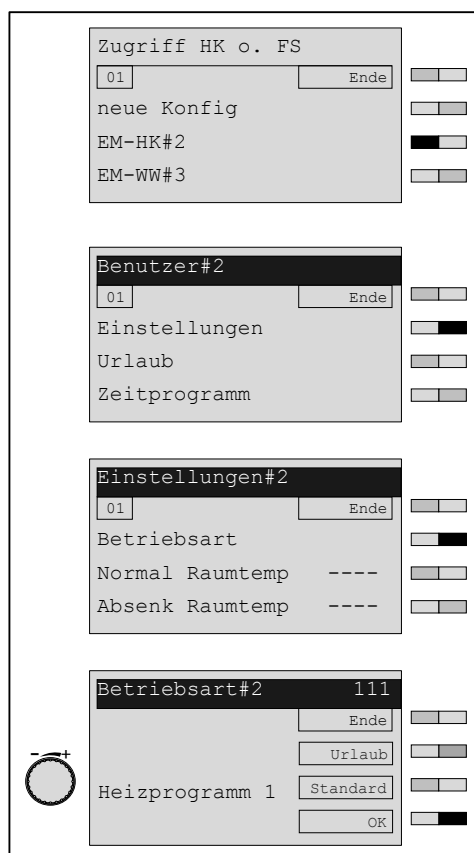 Zugriff HK o. FS
01 Ende
neue Konfig
EM-HK#2
EM-WW#3
Benutzer#2
01 Ende
Einstellungen
Urlaub
Zeitprogramm
Einstellungen#2
01 Ende
Betriebsart
Normal Raumtemp ----
Absenk Raumtemp ----
Betriebsart#2 111
Ende
Urlaub
- +
Heizprogramm 1 Standard
OK